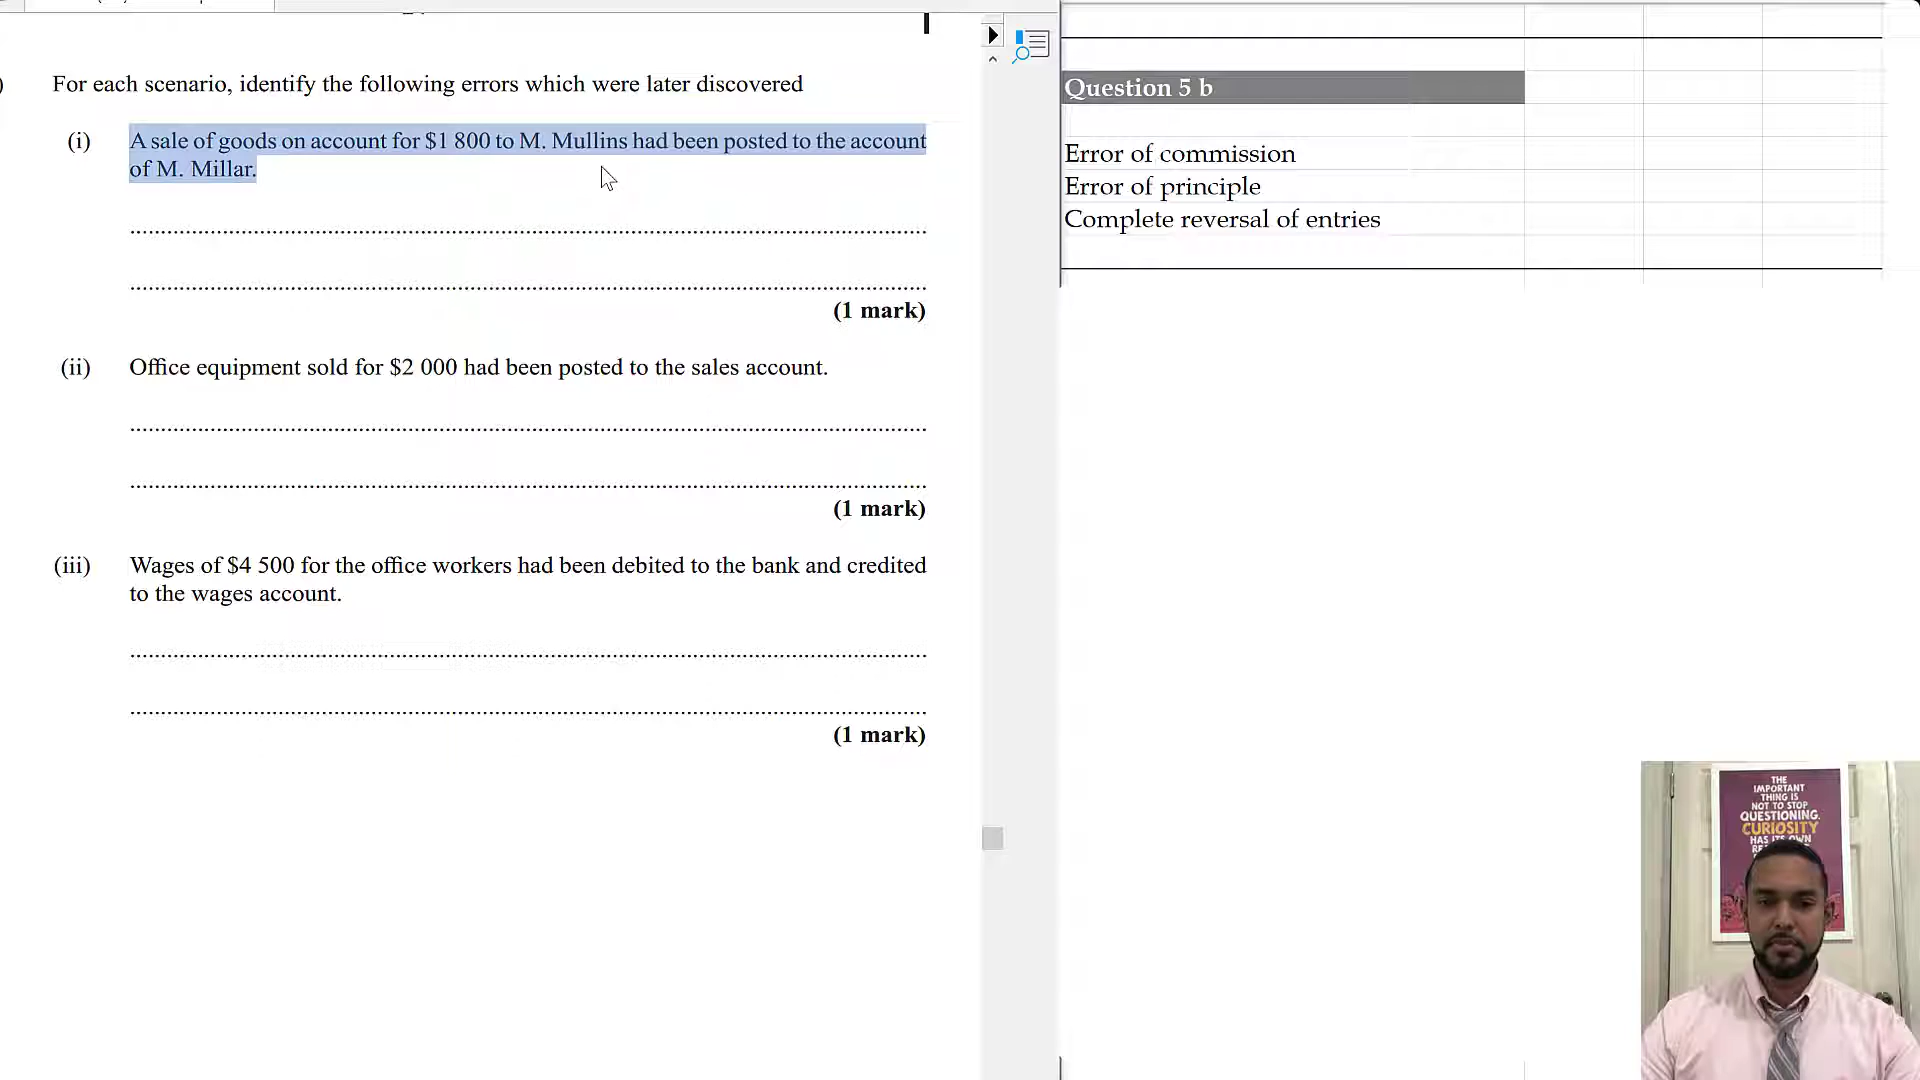 For each scenario, identify the following errors which were later discovered
(i) A sale of goods on account for $1 800 to M. Mullins had been posted to the account
of M. Millar.
(1 mark)
(ii) Office equipment sold for $2 000 had been posted to the sales account.
(1 mark)
(iii) Wages of $4 500 for the office workers had been debited to the bank and credited
to the wages account.
(1 mark)
Question 5 b
Error of commission
Error of principle
Complete reversal of entries
THE
IMPORTANT
THING IS
NOT TO STOP
QUESTIONING.
CURIOSITY
HAS ITS OWN